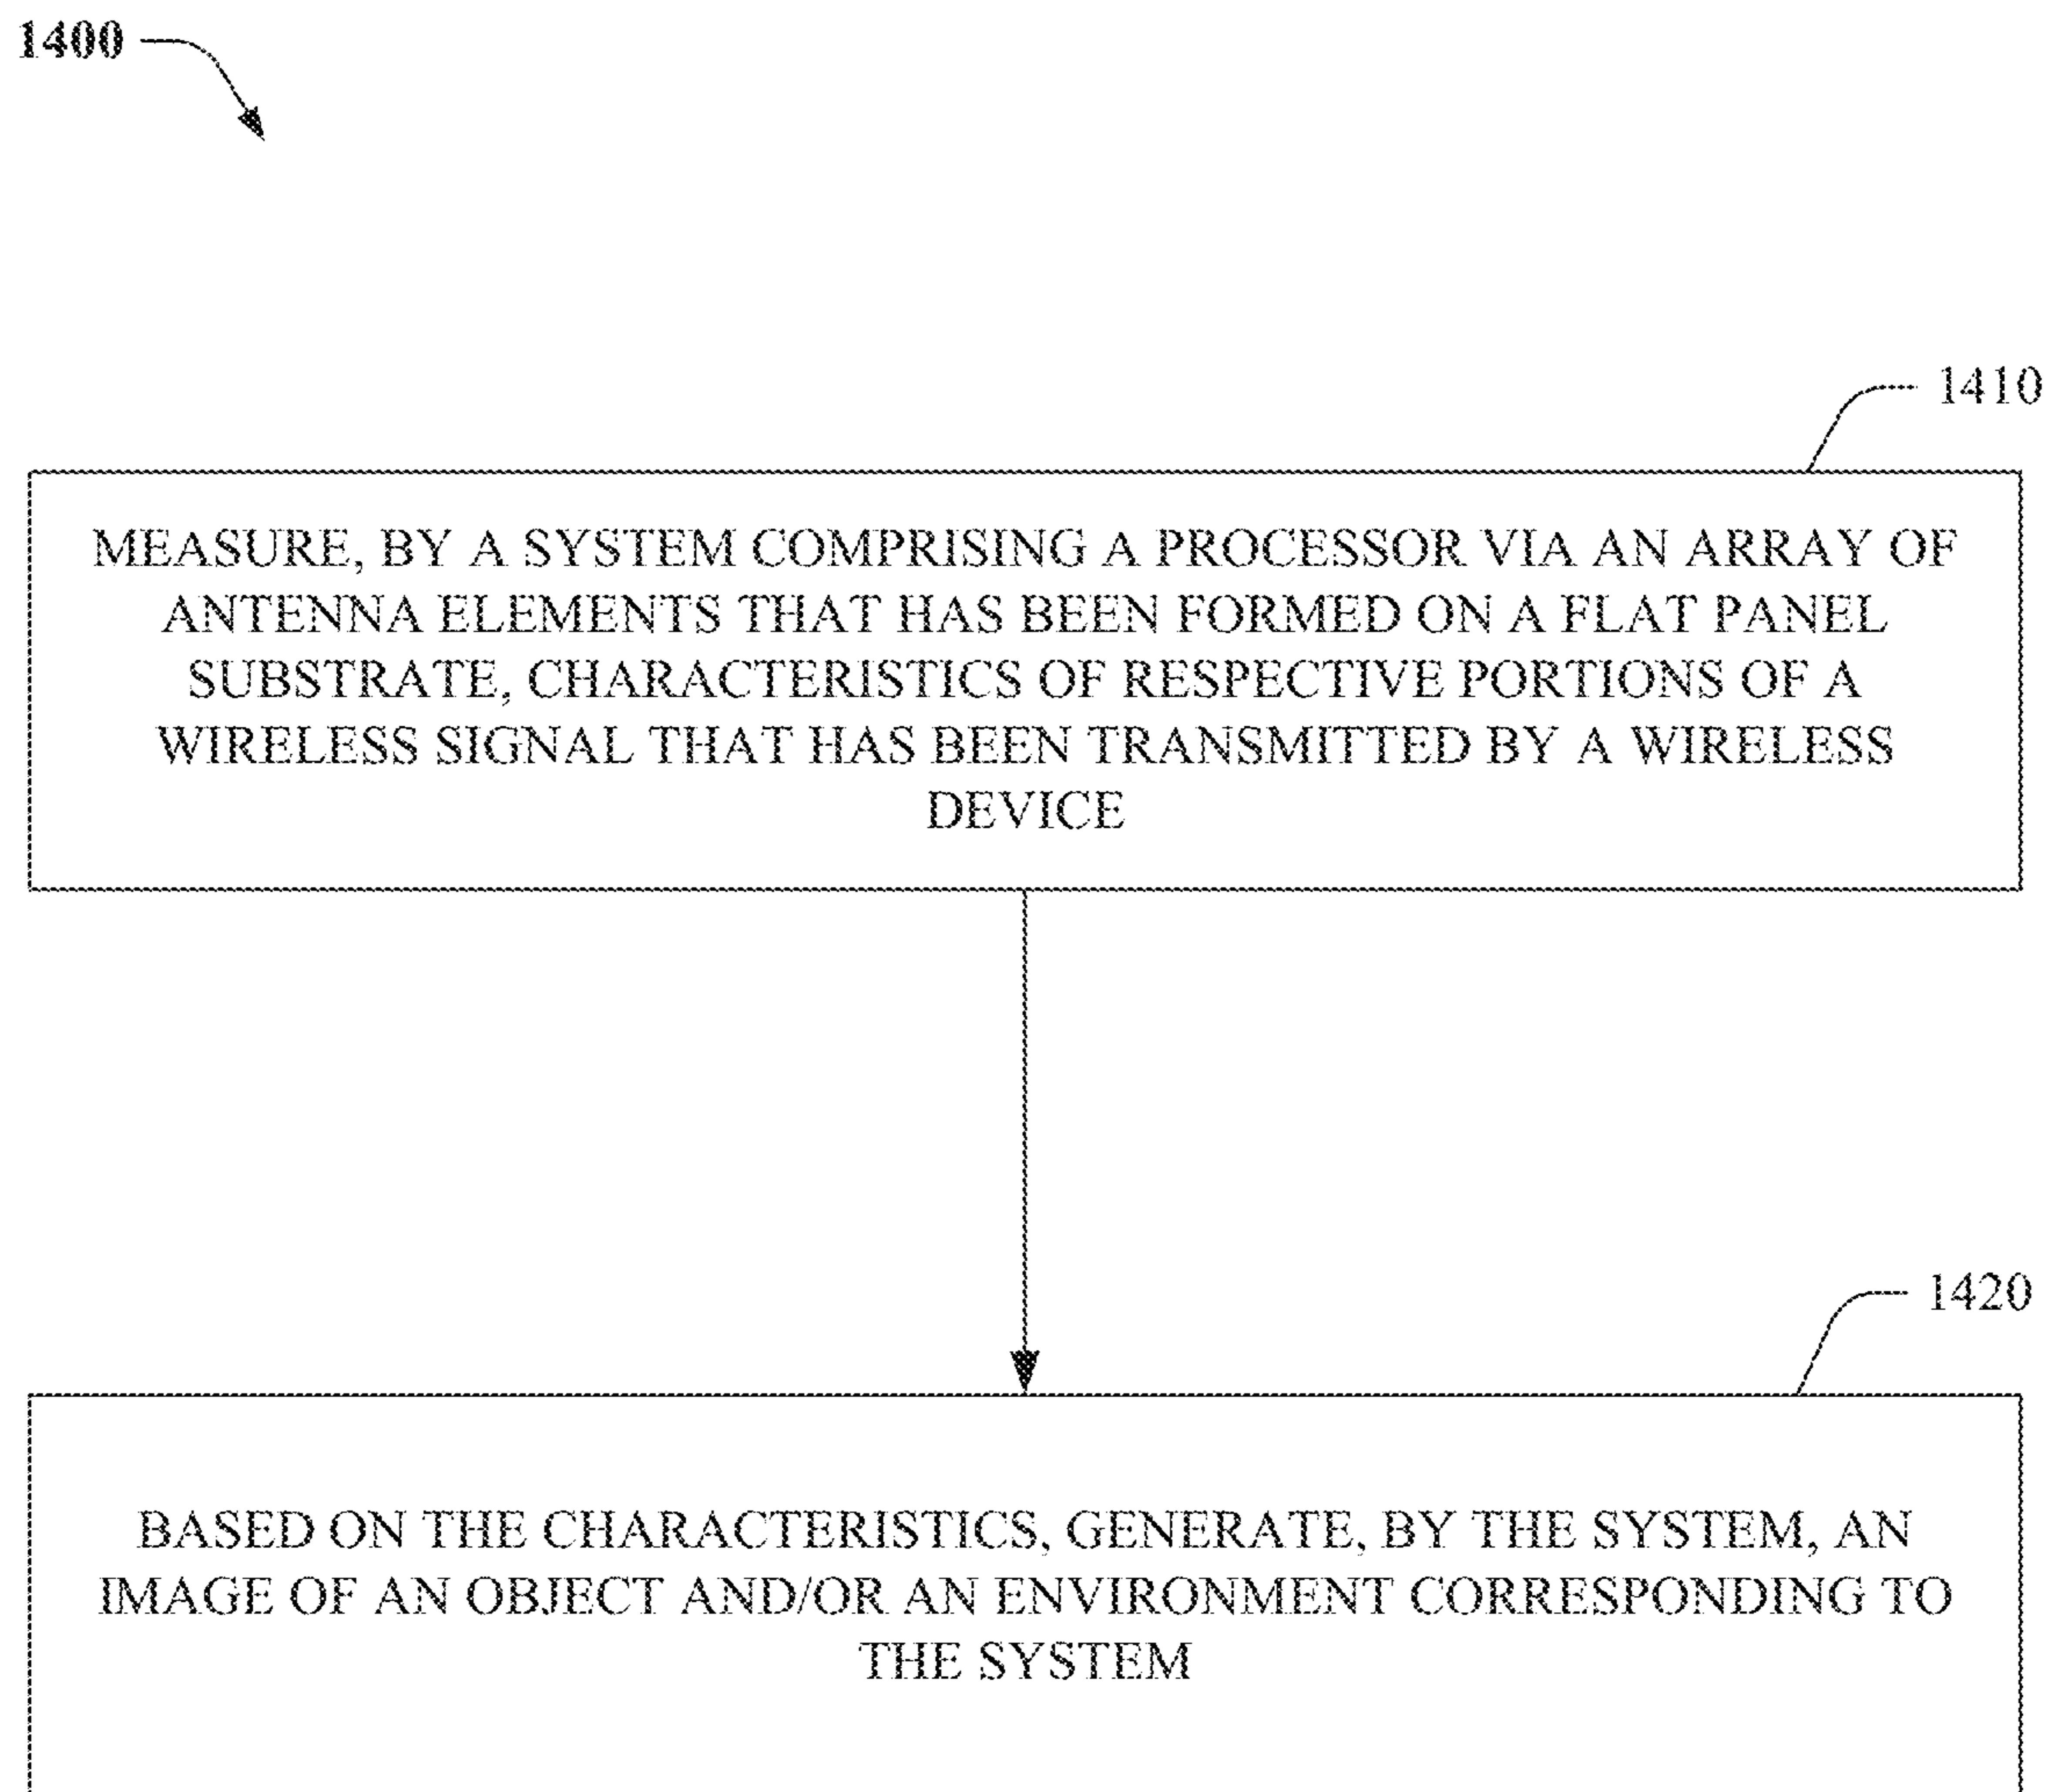 1400
1410
MEASURE, BY A SYSTEM COMPRISING A PROCESSOR VIA AN ARRAY OF
ANTENNA ELEMENTS THAT HAS BEEN FORMED ON A FLAT PANEL
SUBSTRATE, CHARACTERISTICS OF RESPECTIVE PORTIONS OF A
WIRELESS SIGNAL THAT HAS BEEN TRANSMITTED BY A WIRELESS
DEVICE
1420
BASED ON THE CHARACTERISTICS, GENERATE, BY THE SYSTEM, AN
IMAGE OF AN OBJECT AND/OR AN ENVIRONMENT CORRESPONDING TO
THE SYSTEM